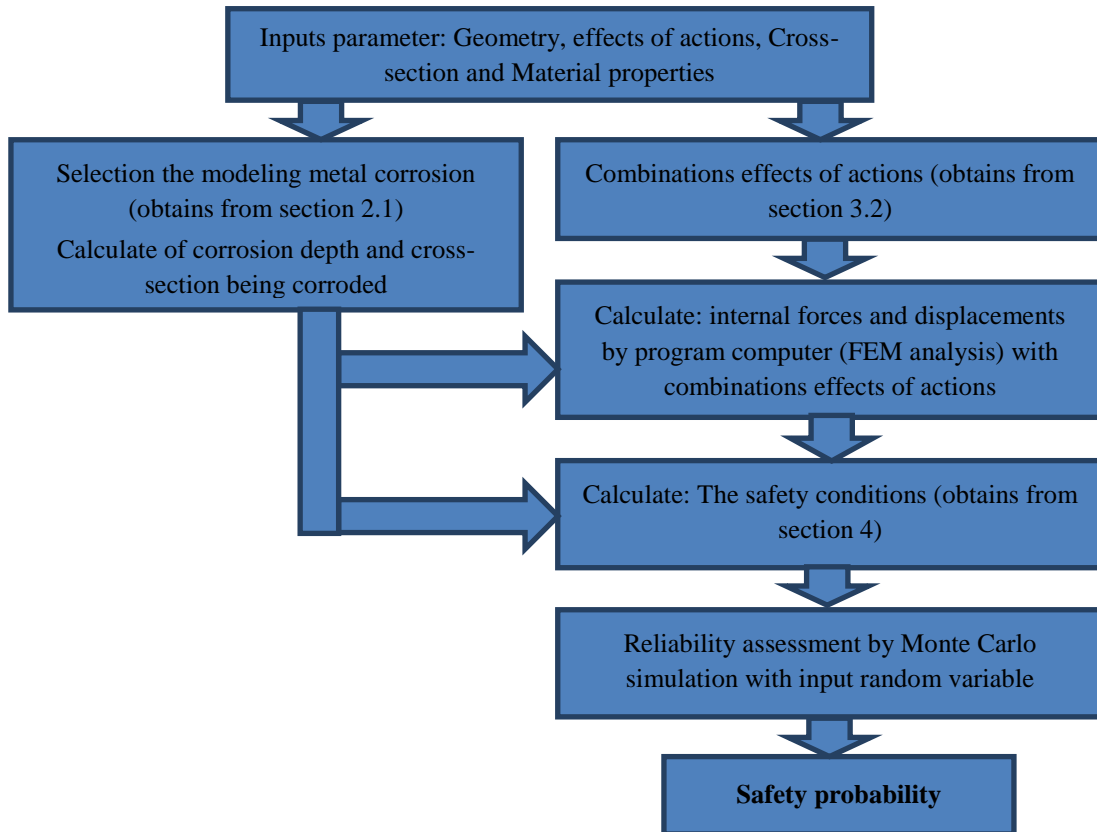 Inputs parameter: Geometry, effects of actions, Cross-
section and Material properties
Selection the modeling metal corrosion
(obtains from section 2.1)
Calculate of corrosion depth and cross-
section being corroded
Combinations effects of actions (obtains from
section 3.2)
Calculate: internal forces and displacements
by program computer (FEM analysis) with
combinations effects of actions
Calculate: The safety conditions (obtains from
section 4)
Reliability assessment by Monte Carlo
simulation with input random variable
Safety probability